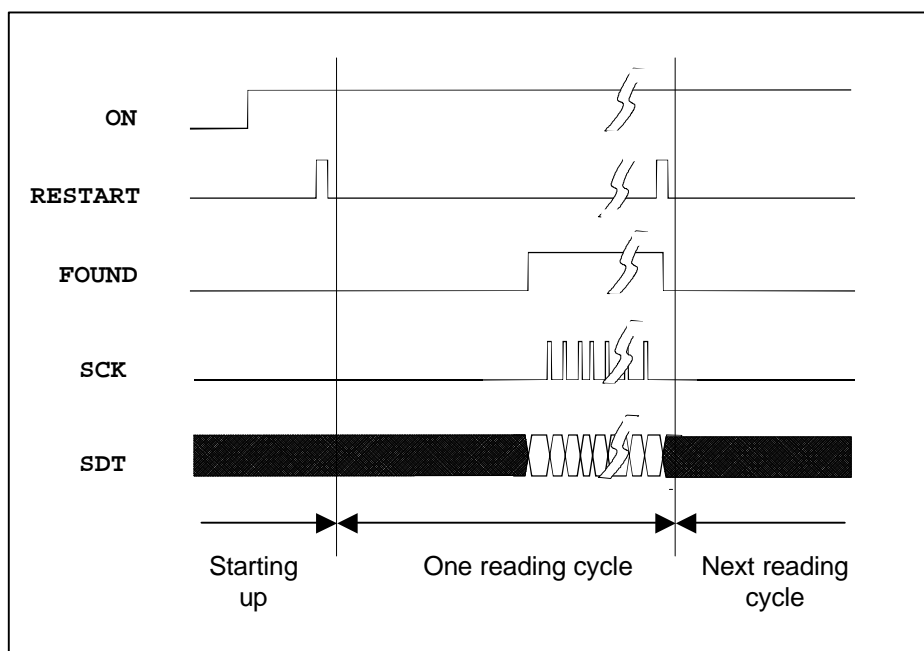 ON
RESTART
FOUND
SCK
SDT
Starting
up
One reading cycle
Next reading
cycle